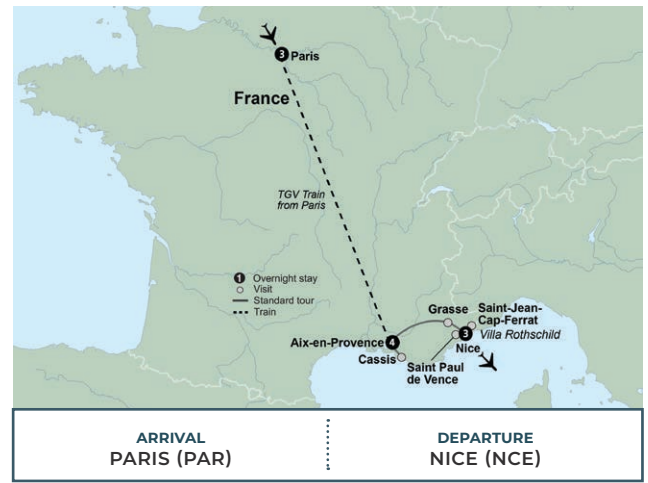 3 Paris
France
TGV Train
from Paris
1 Overnight stay
Visit
Standard tour
Train
Grasse
Saint-Jean-
Cap-Ferrat
Villa Rothschild
3
Nice
Aix-en-Provence 4
Cassis
Saint Paul
de Vence
ARRIVAL
PARIS (PAR)
DEPARTURE
NICE (NCE)